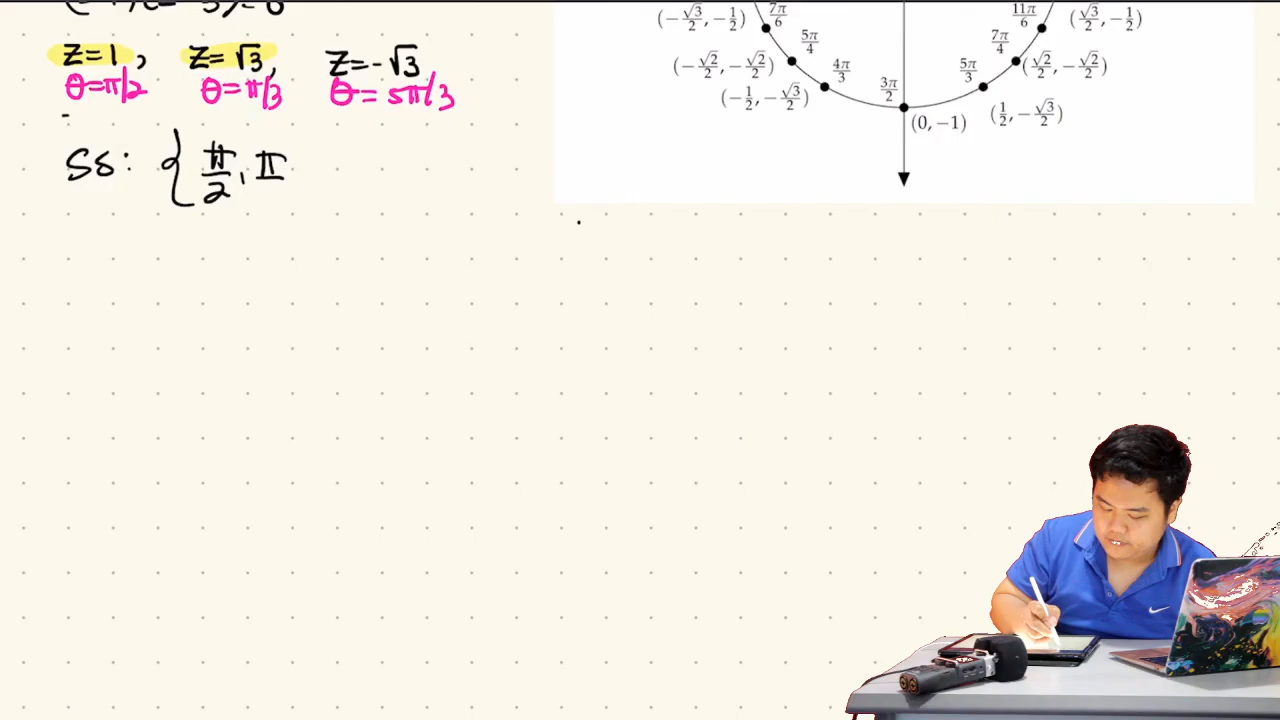 z=1, z=√3, z=-√3
θ=π/2 θ=π/3 θ=5π/3
SS: { π/2, π
(-√3/2, -1/2) 7π/6 11π/6 (√3/2, -1/2)
(-√2/2, -√2/2) 5π/4 7π/4 (√2/2, -√2/2)
(-1/2, -√3/2) 4π/3 3π/2 5π/3 (1/2, -√3/2)
(0, -1)